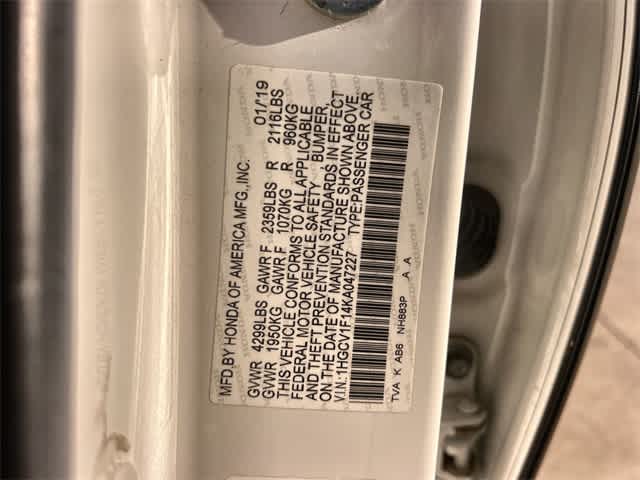 MFD.BY HONDA OF AMERICA MFG.,INC. 01/19
GVWR 4299LBS GAWR F 2359LBS R 2116LBS
GVWR 1950KG GAWR F 1070KG R 960KG
THIS VEHICLE CONFORMS TO ALL APPLICABLE
FEDERAL MOTOR VEHICLE SAFETY BUMPER,
AND THEFT PREVENTION STANDARDS IN EFFECT
ON THE DATE OF MANUFACTURE SHOWN ABOVE.
V.I.N.:1HGCV1F14KA047227 TYPE:PASSENGER CAR
TVA K AB6 NH883P A A